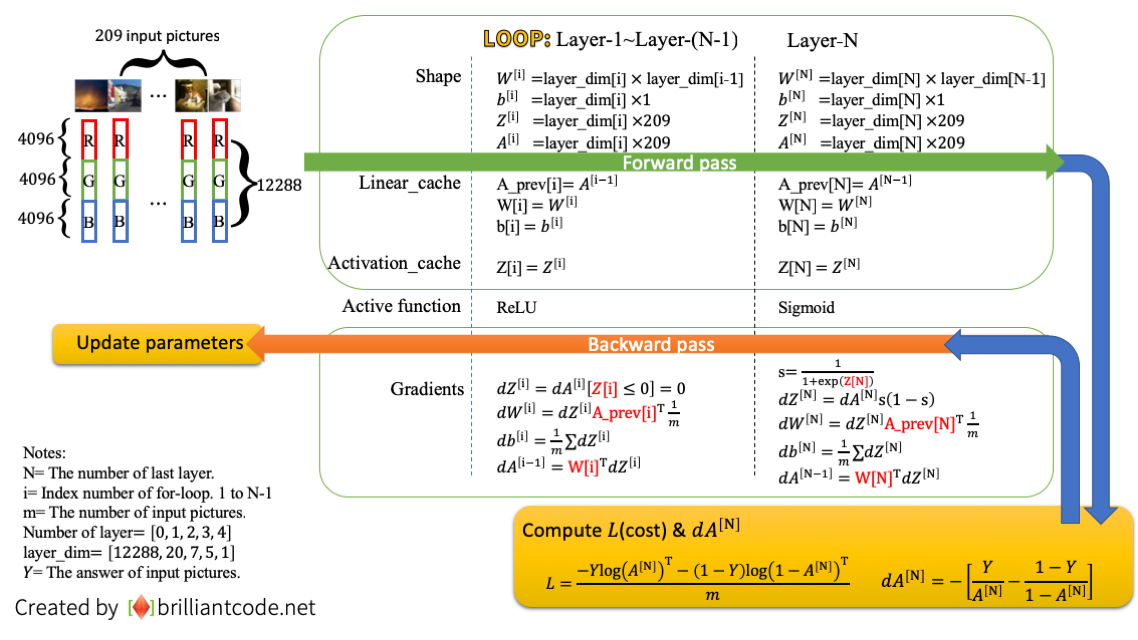 209 input pictures
...
4096
4096
4096
R R R R
G G G G
B B B B
...
12288
LOOP: Layer-1~Layer-(N-1)
Layer-N
Shape
W^[i] =layer_dim[i] × layer_dim[i-1]
b^[i] =layer_dim[i] ×1
Z^[i] =layer_dim[i] ×209
A^[i] =layer_dim[i] ×209
W^[N] =layer_dim[N] × layer_dim[N-1]
b^[N] =layer_dim[N] ×1
Z^[N] =layer_dim[N] ×209
A^[N] =layer_dim[N] ×209
Forward pass
Linear_cache
A_prev[i]= A^[i-1]
W[i] = W^[i]
b[i] = b^[i]
A_prev[N]= A^[N-1]
W[N] = W^[N]
b[N] = b^[N]
Activation_cache
Z[i] = Z^[i]
Z[N] = Z^[N]
Active function
ReLU
Sigmoid
Update parameters
Backward pass
Gradients
dZ^[i] = dA^[i][Z[i] ≤ 0] = 0
dW^[i] = dZ^[i]A_prev[i]^T 1/m
db^[i] = 1/m ∑dZ^[i]
dA^[i-1] = W[i]^T dZ^[i]
s= 1/1+exp(Z[N])
dZ^[N] = dA^[N]s(1 − s)
dW^[N] = dZ^[N]A_prev[N]^T 1/m
db^[N] = 1/m ∑dZ^[N]
dA^[N-1] = W[N]^T dZ^[N]
Notes:
N= The number of last layer.
i= Index number of for-loop. 1 to N-1
m= The number of input pictures.
Number of layer= [0, 1, 2, 3, 4]
layer_dim= [12288, 20, 7, 5, 1]
Y= The answer of input pictures.
Created by [ ]brilliantcode.net
Compute L(cost) & dA^[N]
L = −Ylog(A^[N])^T − (1 − Y)log(1 − A^[N])^T / m
dA^[N] = −[Y/A^[N] − 1 − Y/1 − A^[N]]